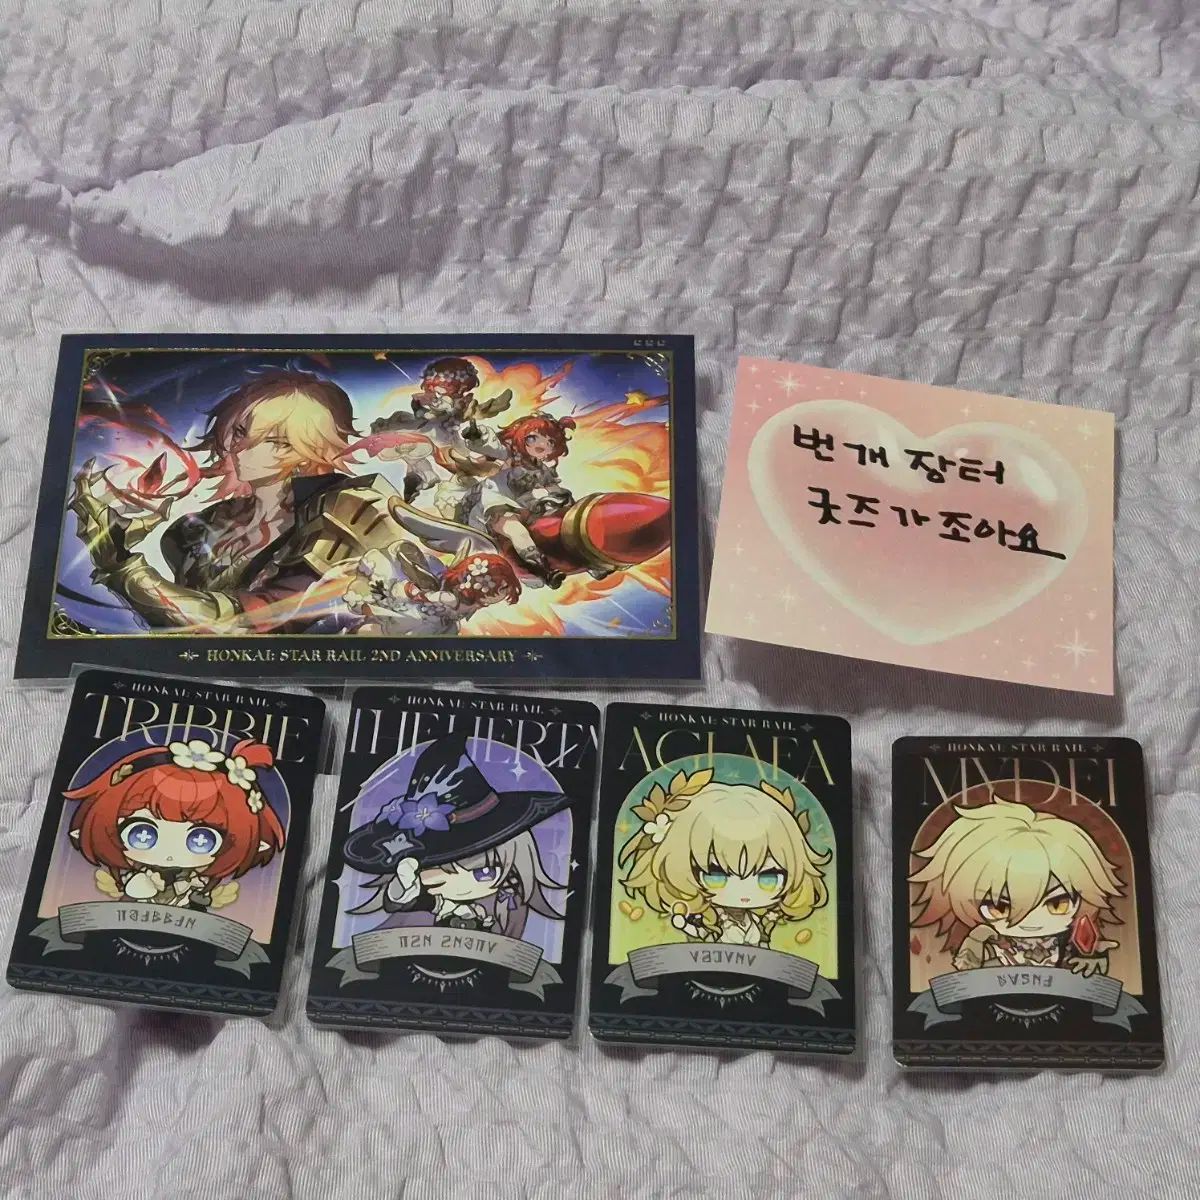 HONKAI: STAR RAIL 2ND ANNIVERSARY
번개 장터
굿즈가 조아요
HONKAI: STAR RAIL
TRIBBIE
HONKAI: STAR RAIL
THE HERTA
HONKAI: STAR RAIL
AGLAEA
HONKAI: STAR RAIL
MYDEI